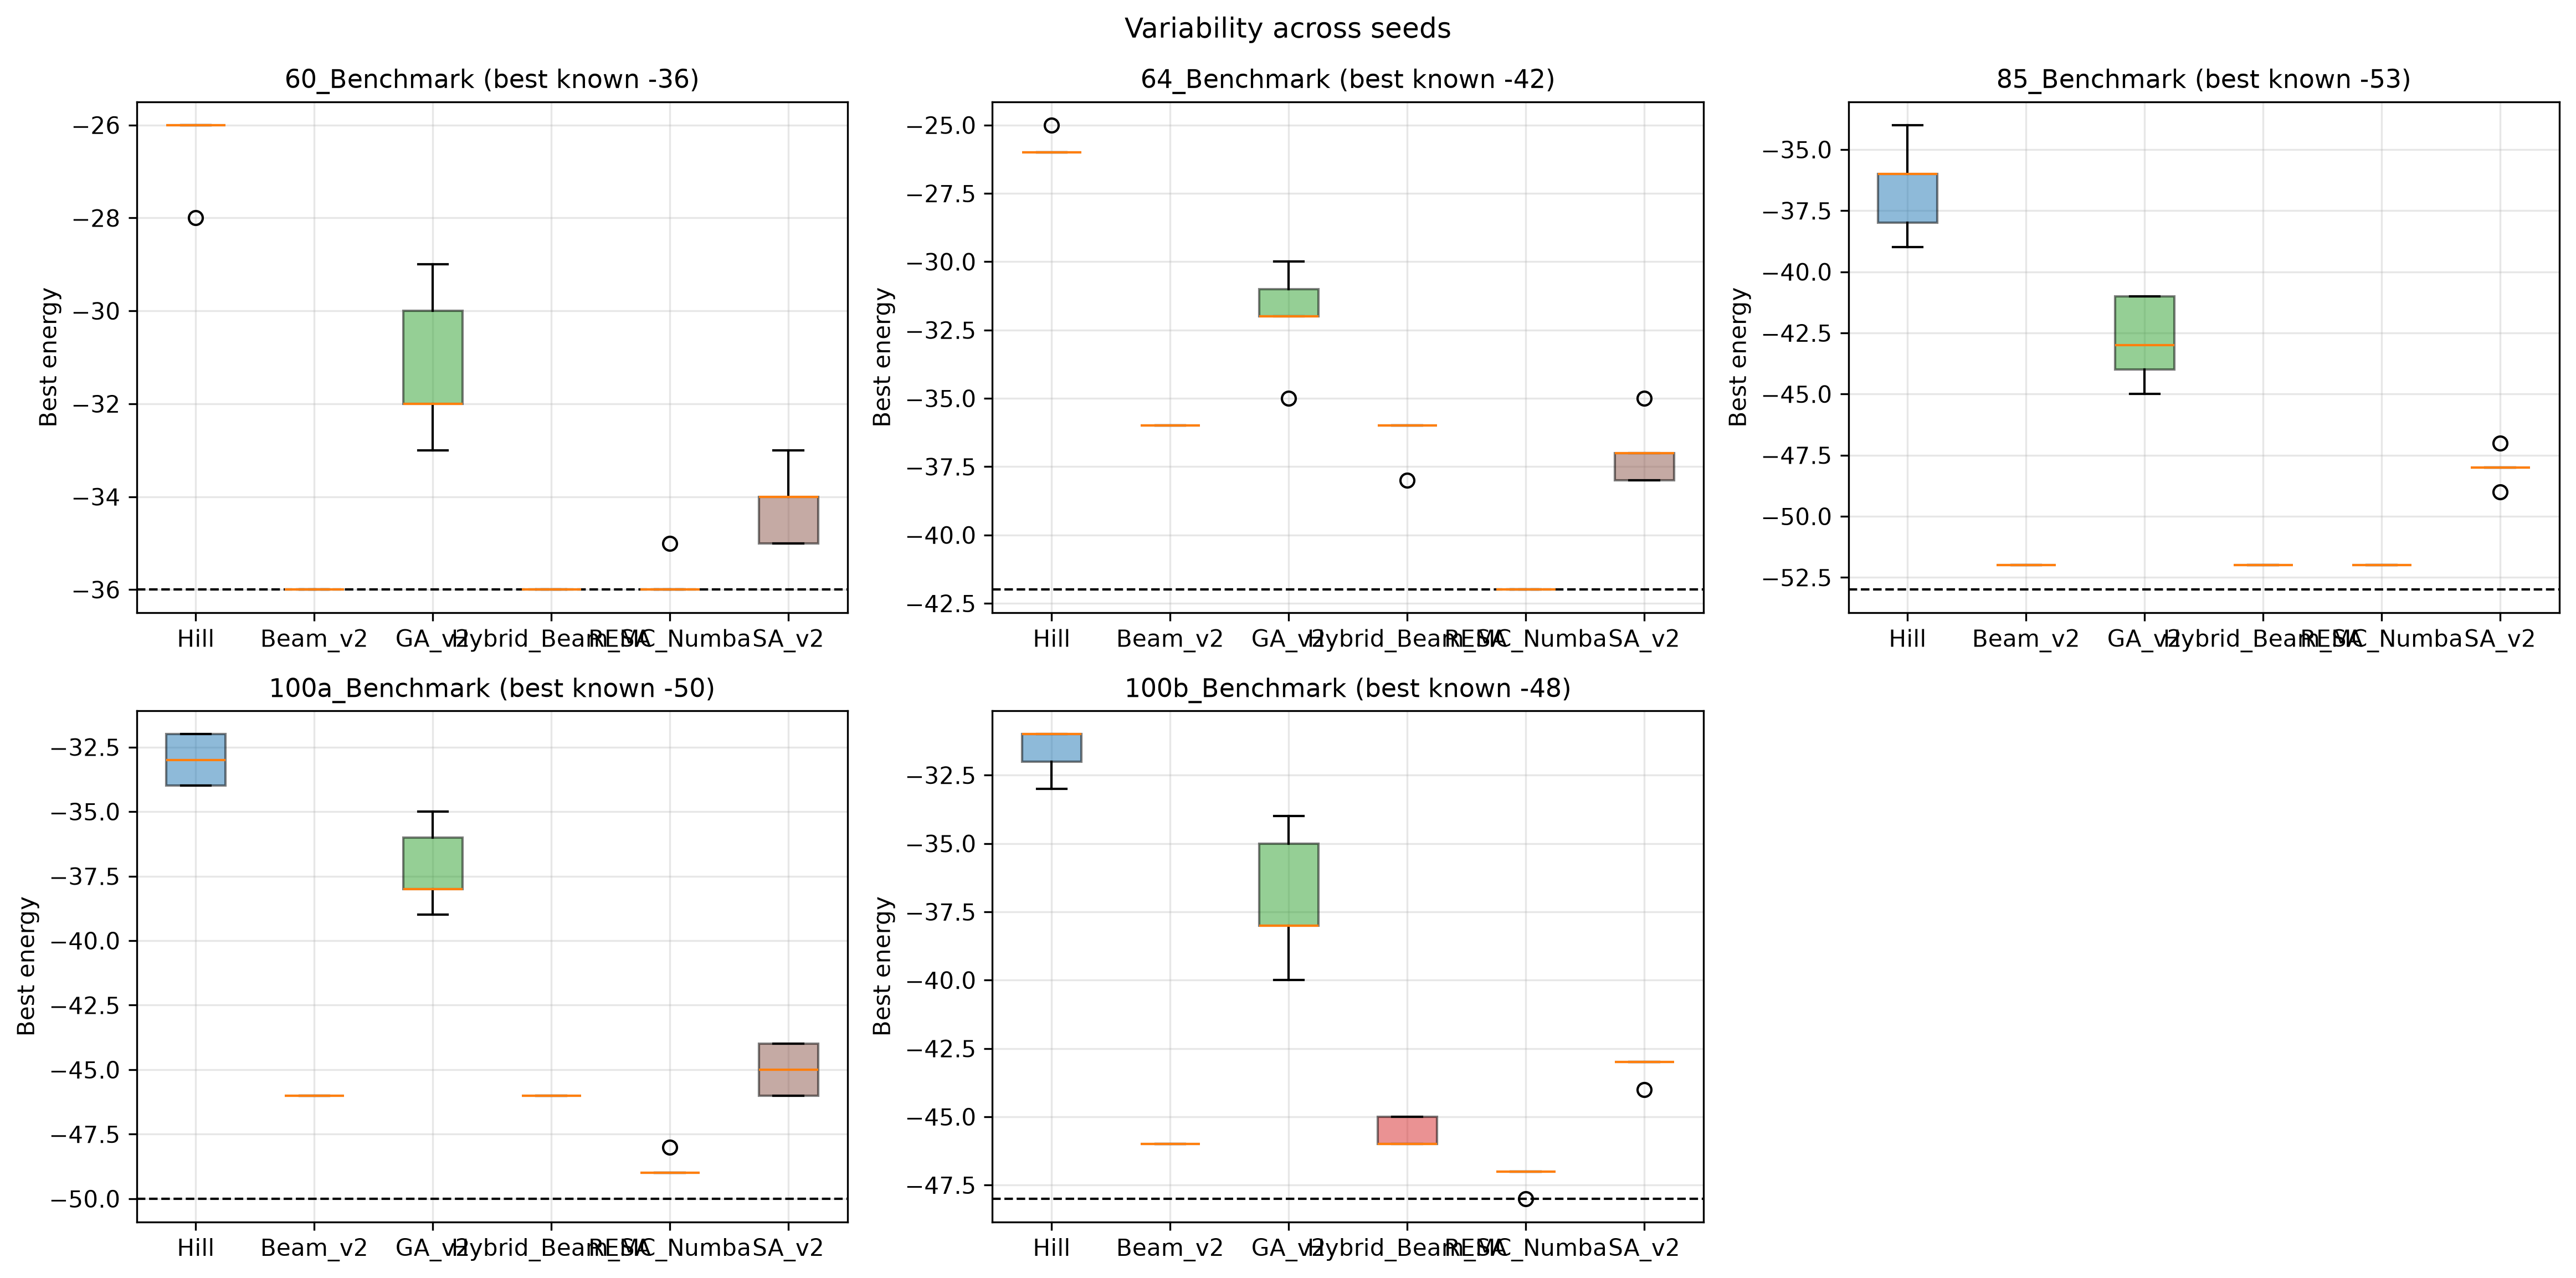 Variability across seeds
60_Benchmark (best known -36)
Best energy
−26
−28
−30
−32
−34
−36
Hill Beam_v2 GA_v2 Hybrid_Beam_SA REMC_Numba SA_v2
64_Benchmark (best known -42)
Best energy
−25.0
−27.5
−30.0
−32.5
−35.0
−37.5
−40.0
−42.5
Hill Beam_v2 GA_v2 Hybrid_Beam_SA REMC_Numba SA_v2
85_Benchmark (best known -53)
Best energy
−35.0
−37.5
−40.0
−42.5
−45.0
−47.5
−50.0
−52.5
Hill Beam_v2 GA_v2 Hybrid_Beam_SA REMC_Numba SA_v2
100a_Benchmark (best known -50)
Best energy
−32.5
−35.0
−37.5
−40.0
−42.5
−45.0
−47.5
−50.0
Hill Beam_v2 GA_v2 Hybrid_Beam_SA REMC_Numba SA_v2
100b_Benchmark (best known -48)
Best energy
−32.5
−35.0
−37.5
−40.0
−42.5
−45.0
−47.5
Hill Beam_v2 GA_v2 Hybrid_Beam_SA REMC_Numba SA_v2